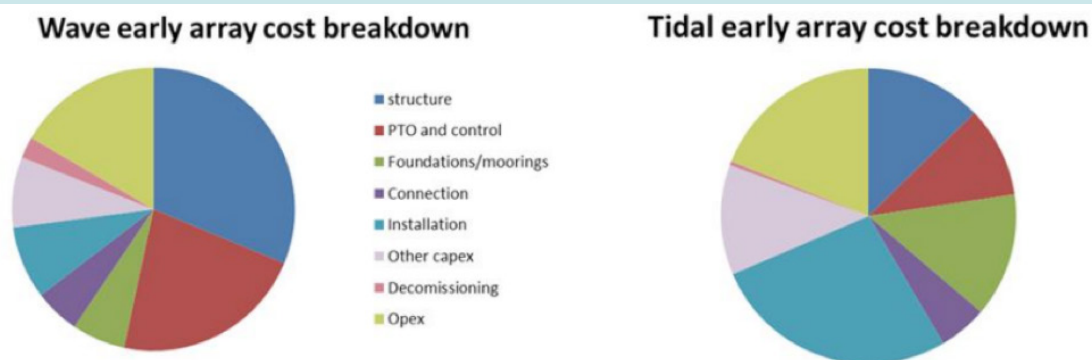 Wave early array cost breakdown
Tidal early array cost breakdown
structure
PTO and control
Foundations/moorings
Connection
Installation
Other capex
Decomissioning
Opex